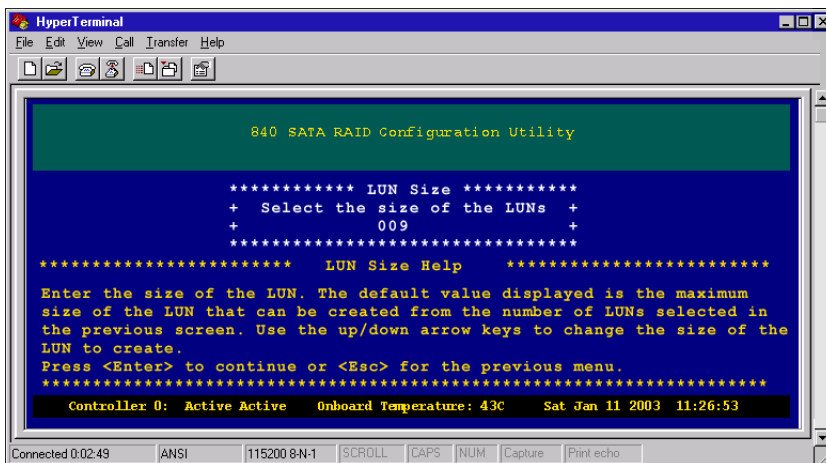 HyperTerminal
File Edit View Call Transfer Help
840 SATA RAID Configuration Utility
************ LUN Size ***********
+ Select the size of the LUNs +
+ 009 +
*********************************
************************ LUN Size Help *************************
Enter the size of the LUN. The default value displayed is the maximum
size of the LUN that can be created from the number of LUNs selected in
the previous screen. Use the up/down arrow keys to change the size of the
LUN to create.
Press <Enter> to continue or <Esc> for the previous menu.
*********************************************************************
Controller 0: Active Active Onboard Temperature: 43C Sat Jan 11 2003 11:26:53
Connected 0:02:49 ANSI 115200 8-N-1 SCROLL CAPS NUM Capture Print echo